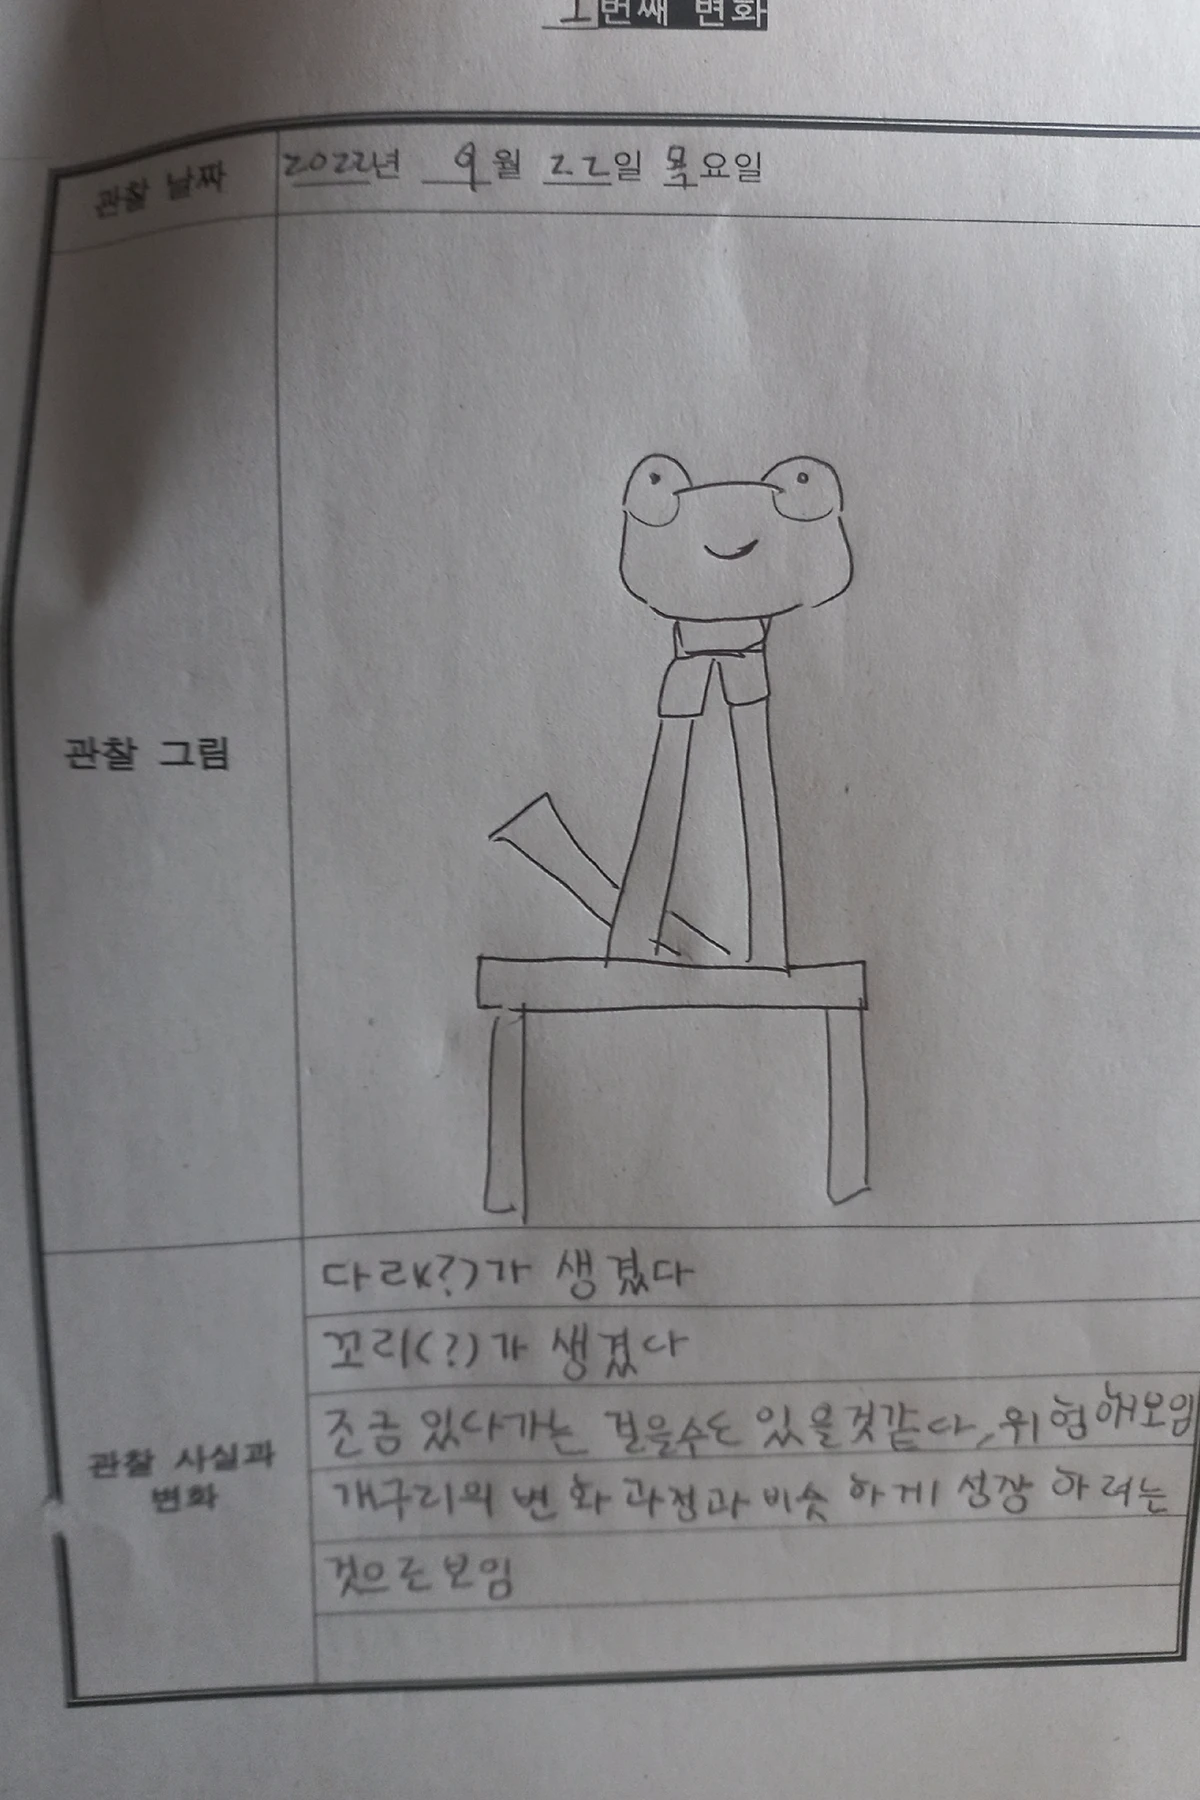 1번째 변화
관찰 날짜 2022년 9월 22일 목요일
관찰 그림
다리(?)가 생겼다
꼬리(?)가 생겼다
조금 있다가는 걸을수도 있을것같다, 위험해보임
관찰 사실과
변화
개구리의 변화과정과 비슷하게 성장하려는
것으로 보임